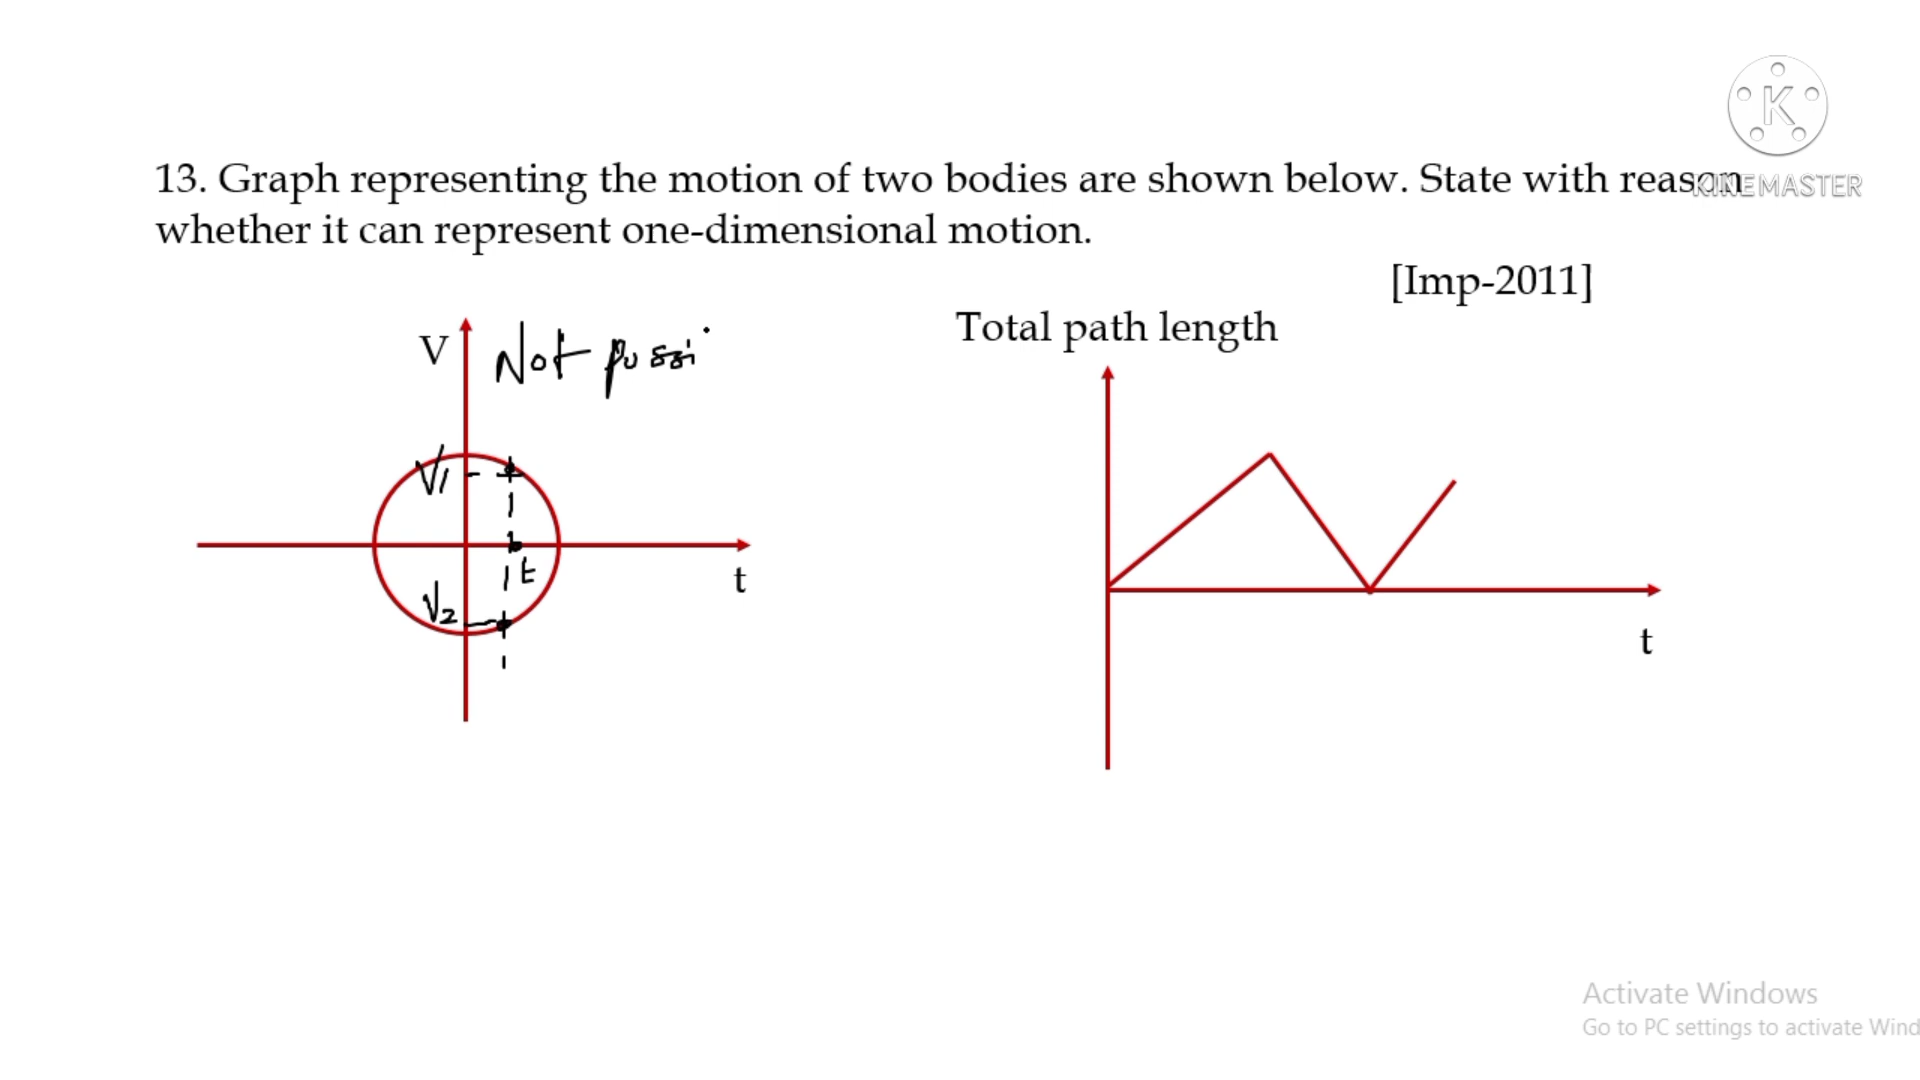 K
KINEMASTER
13. Graph representing the motion of two bodies are shown below. State with reason
whether it can represent one-dimensional motion.
[Imp-2011]
Total path length
V
Not possi
V1
t
V2
t
t
Activate Windows
Go to PC settings to activate Wind